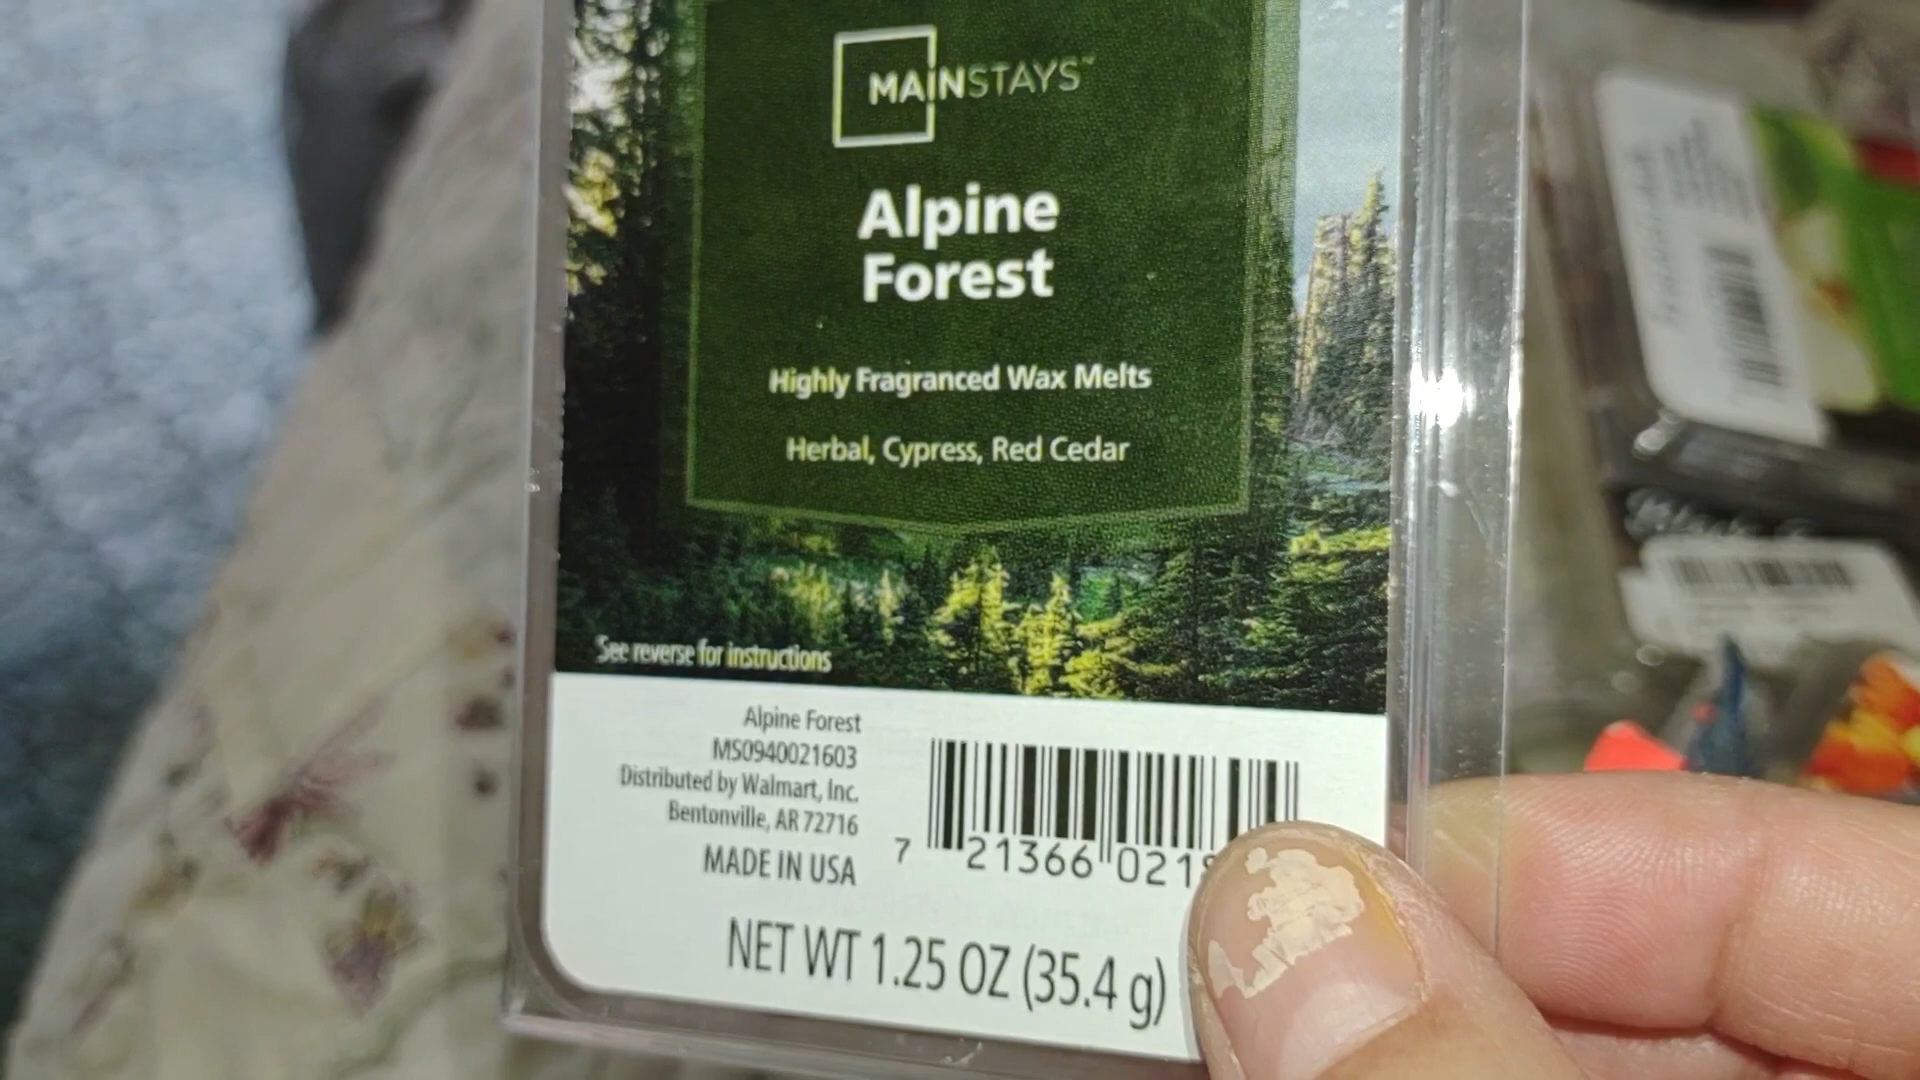 MAINSTAYS™
Alpine
Forest
Highly Fragranced Wax Melts
Herbal, Cypress, Red Cedar
See reverse for instructions
Alpine Forest
MS0940021603
Distributed by Walmart, Inc.
Bentonville, AR 72716
MADE IN USA
7 21366 021
NET WT 1.25 OZ (35.4 g)